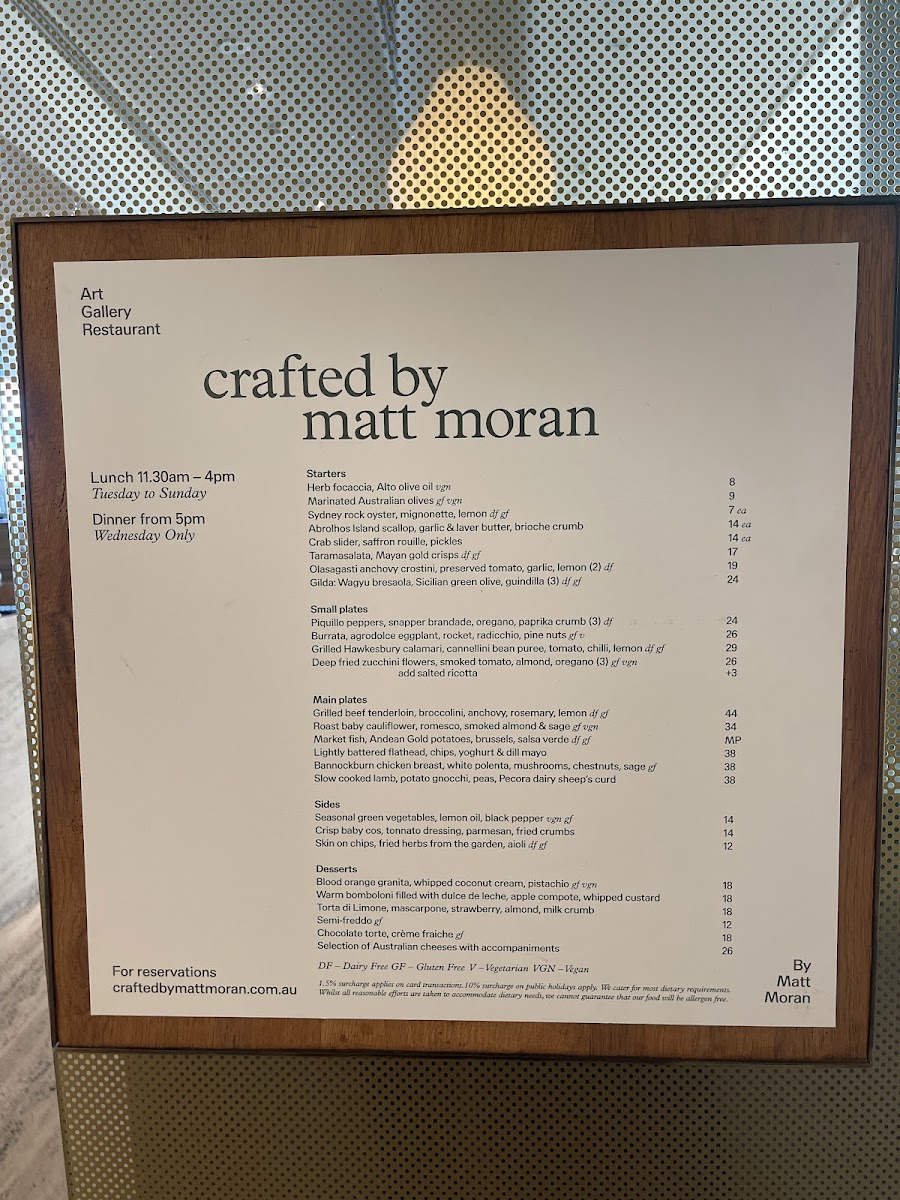 Art
Gallery
Restaurant
crafted by
matt moran
Lunch 11.30am – 4pm
Tuesday to Sunday
Dinner from 5pm
Wednesday Only
Starters
Herb focaccia, Alto olive oil vgn 8
Marinated Australian olives gf vgn 9
Sydney rock oyster, mignonette, lemon df gf 7 ea
Abrolhos Island scallop, garlic & laver butter, brioche crumb 14 ea
Crab slider, saffron rouille, pickles 14 ea
Taramasalata, Mayan gold crisps df gf 17
Olasagasti anchovy crostini, preserved tomato, garlic, lemon (2) df 19
Gilda: Wagyu bresaola, Sicilian green olive, guindilla (3) df gf 24
Small plates
Piquillo peppers, snapper brandade, oregano, paprika crumb (3) df 24
Burrata, agrodolce eggplant, rocket, radicchio, pine nuts gf v 26
Grilled Hawkesbury calamari, cannellini bean puree, tomato, chilli, lemon df gf 29
Deep fried zucchini flowers, smoked tomato, almond, oregano (3) gf vgn 26
add salted ricotta +3
Main plates
Grilled beef tenderloin, broccolini, anchovy, rosemary, lemon df gf 44
Roast baby cauliflower, romesco, smoked almond & sage gf vgn 34
Market fish, Andean Gold potatoes, brussels, salsa verde df gf MP
Lightly battered flathead, chips, yoghurt & dill mayo 38
Bannockburn chicken breast, white polenta, mushrooms, chestnuts, sage gf 38
Slow cooked lamb, potato gnocchi, peas, Pecora dairy sheep's curd 38
Sides
Seasonal green vegetables, lemon oil, black pepper vgn gf 14
Crisp baby cos, tonnato dressing, parmesan, fried crumbs 14
Skin on chips, fried herbs from the garden, aioli df gf 12
Desserts
Blood orange granita, whipped coconut cream, pistachio gf vgn 18
Warm bomboloni filled with dulce de leche, apple compote, whipped custard 18
Torta di Limone, mascarpone, strawberry, almond, milk crumb 18
Semi-freddo gf 12
Chocolate torte, crème fraiche gf 18
Selection of Australian cheeses with accompaniments 26
DF – Dairy Free GF – Gluten Free V – Vegetarian VGN – Vegan
1.5% surcharge applies on card transactions. 10% surcharge on public holidays apply. We cater for most dietary requirements.
Whilst all reasonable efforts are taken to accommodate dietary needs, we cannot guarantee that our food will be allergen free.
For reservations
craftedbymattmoran.com.au
By
Matt
Moran